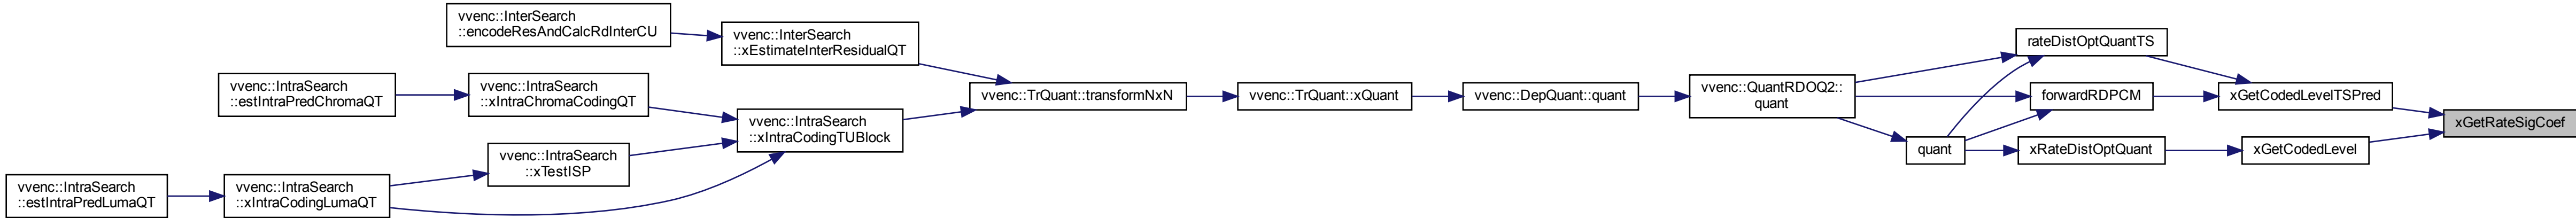 vvenc::InterSearch
::encodeResAndCalcRdInterCU
vvenc::InterSearch
::xEstimateInterResidualQT
vvenc::IntraSearch
::estIntraPredChromaQT
vvenc::IntraSearch
::xIntraChromaCodingQT
vvenc::TrQuant::transformNxN
vvenc::TrQuant::xQuant
vvenc::DepQuant::quant
vvenc::QuantRDOQ2::
quant
rateDistOptQuantTS
forwardRDPCM
xGetCodedLevelTSPred
xGetRateSigCoef
vvenc::IntraSearch
::xIntraCodingTUBlock
quant
xRateDistOptQuant
xGetCodedLevel
vvenc::IntraSearch
::xTestISP
vvenc::IntraSearch
::estIntraPredLumaQT
vvenc::IntraSearch
::xIntraCodingLumaQT